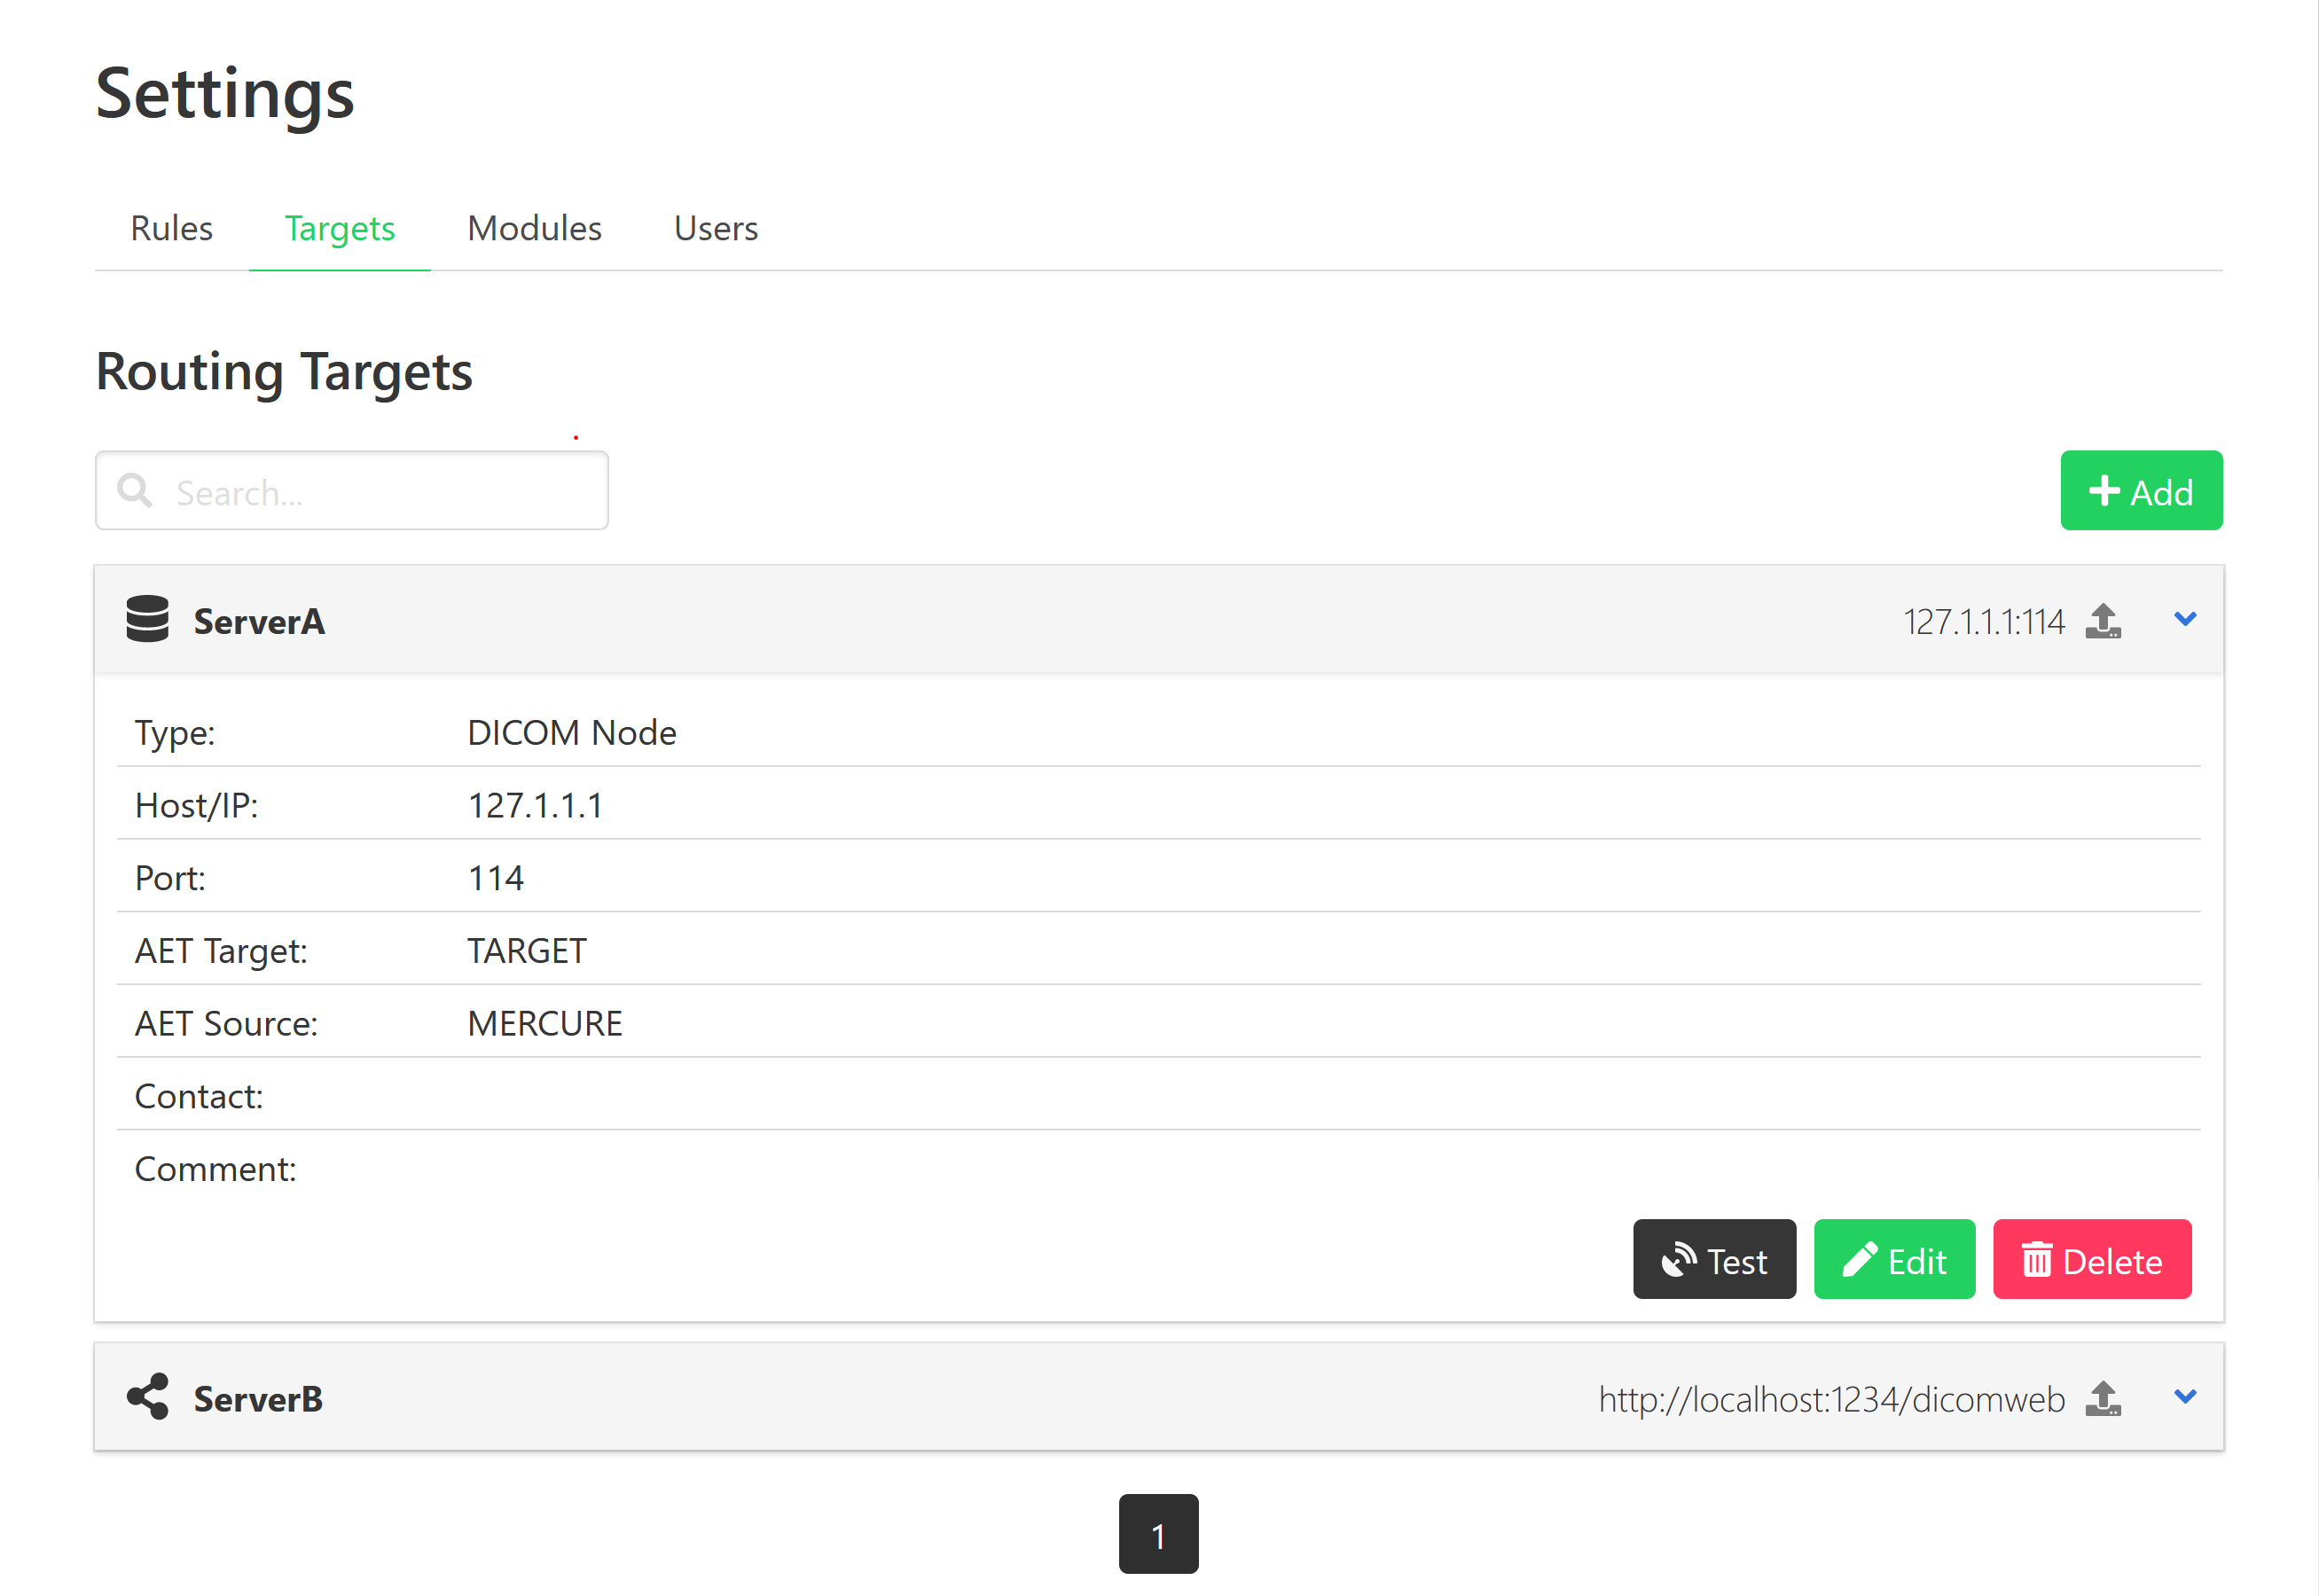 Settings
Rules Targets Modules Users
Routing Targets
Search... Add
ServerA 127.1.1.1:114
Type: DICOM Node
Host/IP: 127.1.1.1
Port: 114
AET Target: TARGET
AET Source: MERCURE
Contact:
Comment:
Test Edit Delete
ServerB http://localhost:1234/dicomweb
1